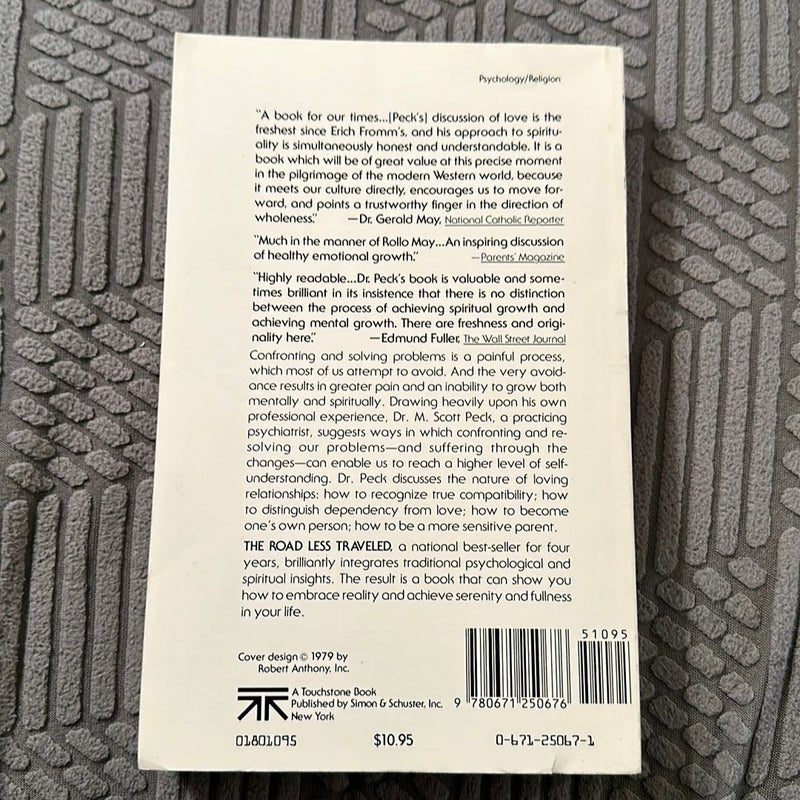 Psychology/Religion
"A book for our times...[Peck's] discussion of love is the
freshest since Erich Fromm's, and his approach to spiritu-
ality is simultaneously honest and understandable. It is a
book which will be of great value at this precise moment
in the pilgrimage of the modern Western world, because
it meets our culture directly, encourages us to move for-
ward, and points a trustworthy finger in the direction of
wholeness." —Dr. Gerald May, National Catholic Reporter
"Much in the manner of Rollo May...An inspiring discussion
of healthy emotional growth." —Parents' Magazine
"Highly readable...Dr. Peck's book is valuable and some-
times brilliant in its insistence that there is no distinction
between the process of achieving spiritual growth and
achieving mental growth. There are freshness and origi-
nality here." —Edmund Fuller, The Wall Street Journal
Confronting and solving problems is a painful process,
which most of us attempt to avoid. And the very avoid-
ance results in greater pain and an inability to grow both
mentally and spiritually. Drawing heavily upon his own
professional experience, Dr. M. Scott Peck, a practicing
psychiatrist, suggests ways in which confronting and re-
solving our problems—and suffering through the
changes—can enable us to reach a higher level of self-
understanding. Dr. Peck discusses the nature of loving
relationships: how to recognize true compatibility; how
to distinguish dependency from love; how to become
one's own person; how to be a more sensitive parent.
THE ROAD LESS TRAVELED, a national best-seller for four
years, brilliantly integrates traditional psychological and
spiritual insights. The result is a book that can show you
how to embrace reality and achieve serenity and fullness
in your life.
51095
Cover design © 1979 by
Robert Anthony, Inc.
A Touchstone Book
Published by Simon & Schuster, Inc.
New York
9 780671 250676
01801095 $10.95 0-671-25067-1